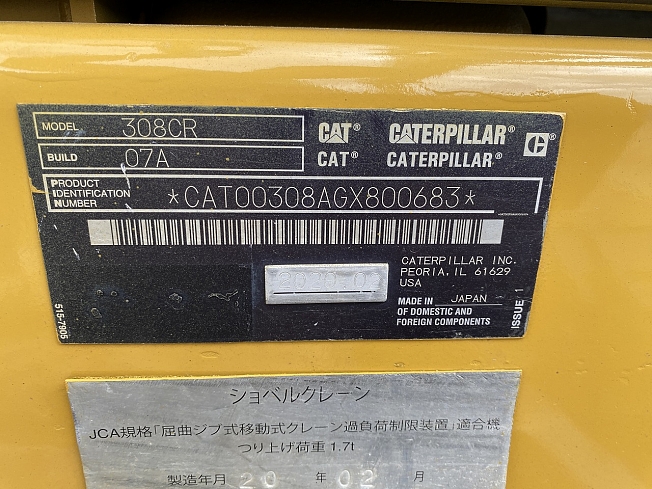 MODEL 308CR
CAT CATERPILLAR®
BUILD 07A
CAT® CATERPILLAR®
PRODUCT IDENTIFICATION NUMBER *CAT00308AGX800683*
CATERPILLAR INC.
PEORIA, IL 61629
USA
MADE IN JAPAN
OF DOMESTIC AND
FOREIGN COMPONENTS
515-7905
ISSUE 1
ショベルクレーン
JCA規格「屈曲ジブ式移動式クレーン過負荷制限装置」適合機
つり上げ荷重 1.7t
製造年月 20 年 02 月